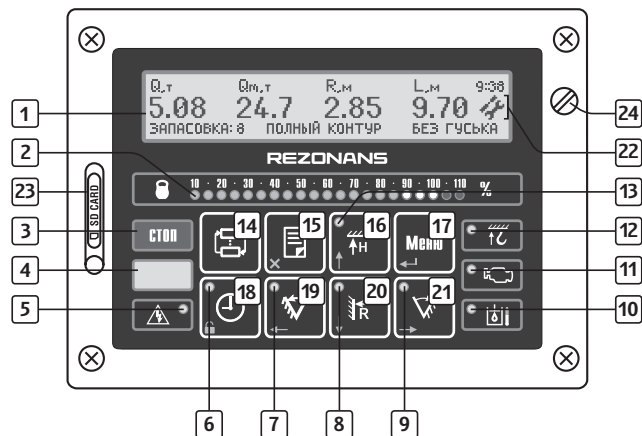 Q,т Qm,т R,м L,м 9:38
5.08 24.7 2.85 9.70
ЗАПАСОВКА: 8 ПОЛНЫЙ КОНТУР БЕЗ ГУСЬКА
REZONANS
10 · 20 · 30 · 40 · 50 · 60 · 70 · 80 · 90 · 100 · 110 %
SD CARD
СТОП
14 15 16 17
H
Меню
18 19 20 21
R
1
2
23
3
4
5
6 7 8 9
24
22
13
12
11
10